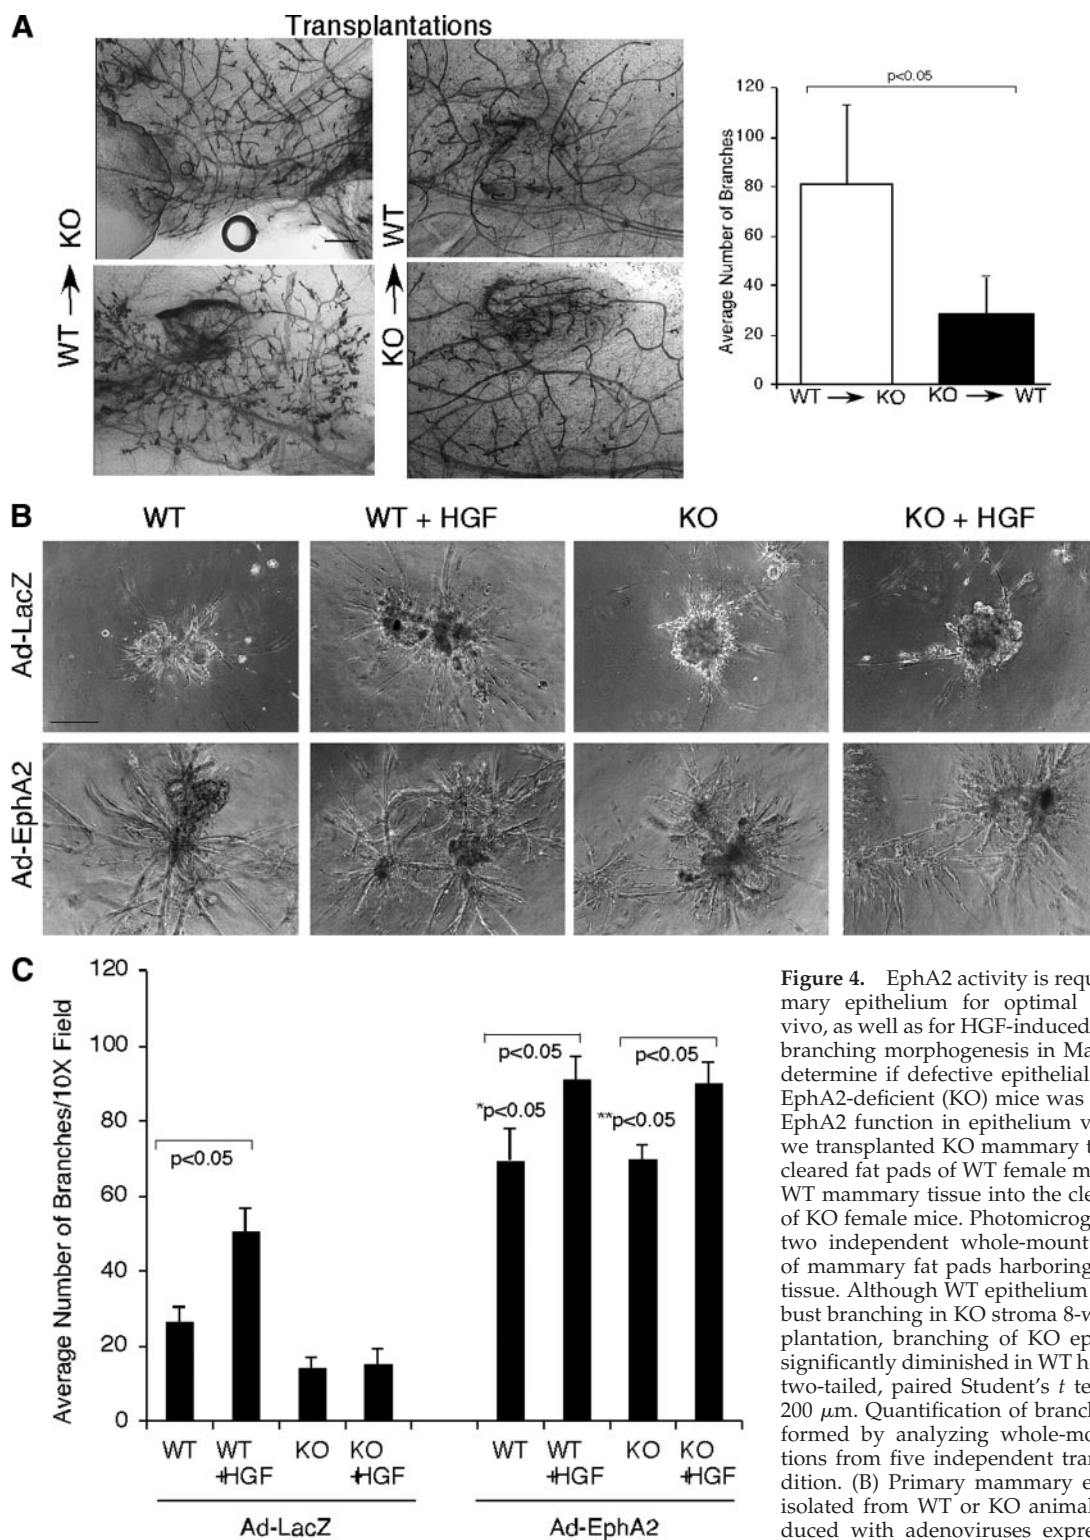 A
Transplantations
WT → KO
KO → WT
p<0.05
Average Number of Branches
120
100
80
60
40
20
0
WT → KO
KO → WT
B
WT
WT + HGF
KO
KO + HGF
Ad-LacZ
Ad-EphA2
C
Average Number of Branches/10X Field
120
100
80
60
40
20
0
p<0.05
p<0.05
p<0.05
*p<0.05
**p<0.05
WT
WT +HGF
KO
KO +HGF
WT
WT +HGF
KO
KO +HGF
Ad-LacZ
Ad-EphA2
Figure 4. EphA2 activity is requ
mary epithelium for optimal
vivo, as well as for HGF-induced
branching morphogenesis in Ma
determine if defective epithelial
EphA2-deficient (KO) mice was
EphA2 function in epithelium v
we transplanted KO mammary t
cleared fat pads of WT female m
WT mammary tissue into the cle
of KO female mice. Photomicrog
two independent whole-mount
of mammary fat pads harboring
tissue. Although WT epithelium
bust branching in KO stroma 8-w
plantation, branching of KO ep
significantly diminished in WT h
two-tailed, paired Student's t te
200 μm. Quantification of branch
formed by analyzing whole-mo
tions from five independent tran
dition. (B) Primary mammary e
isolated from WT or KO animal
duced with adenoviruses expre